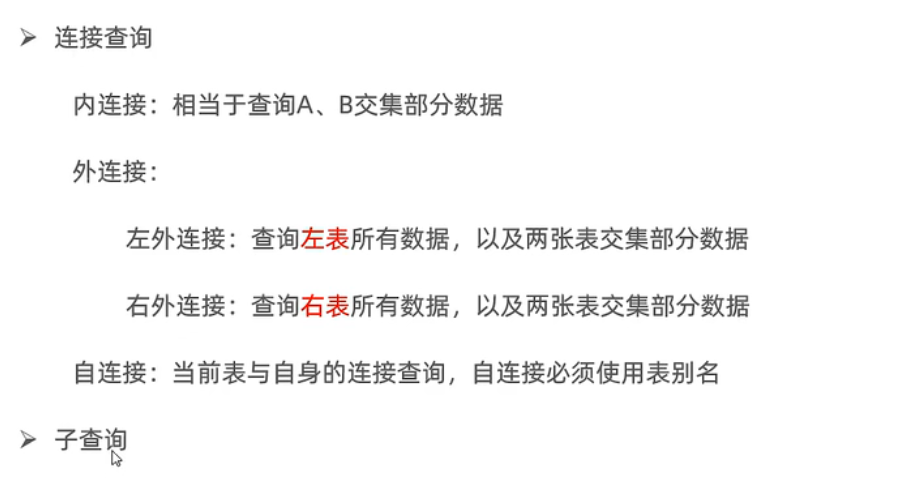 连接查询
内连接：相当于查询A、B交集部分数据
外连接：
左外连接：查询左表所有数据，以及两张表交集部分数据
右外连接：查询右表所有数据，以及两张表交集部分数据
自连接：当前表与自身的连接查询，自连接必须使用表别名
子查询